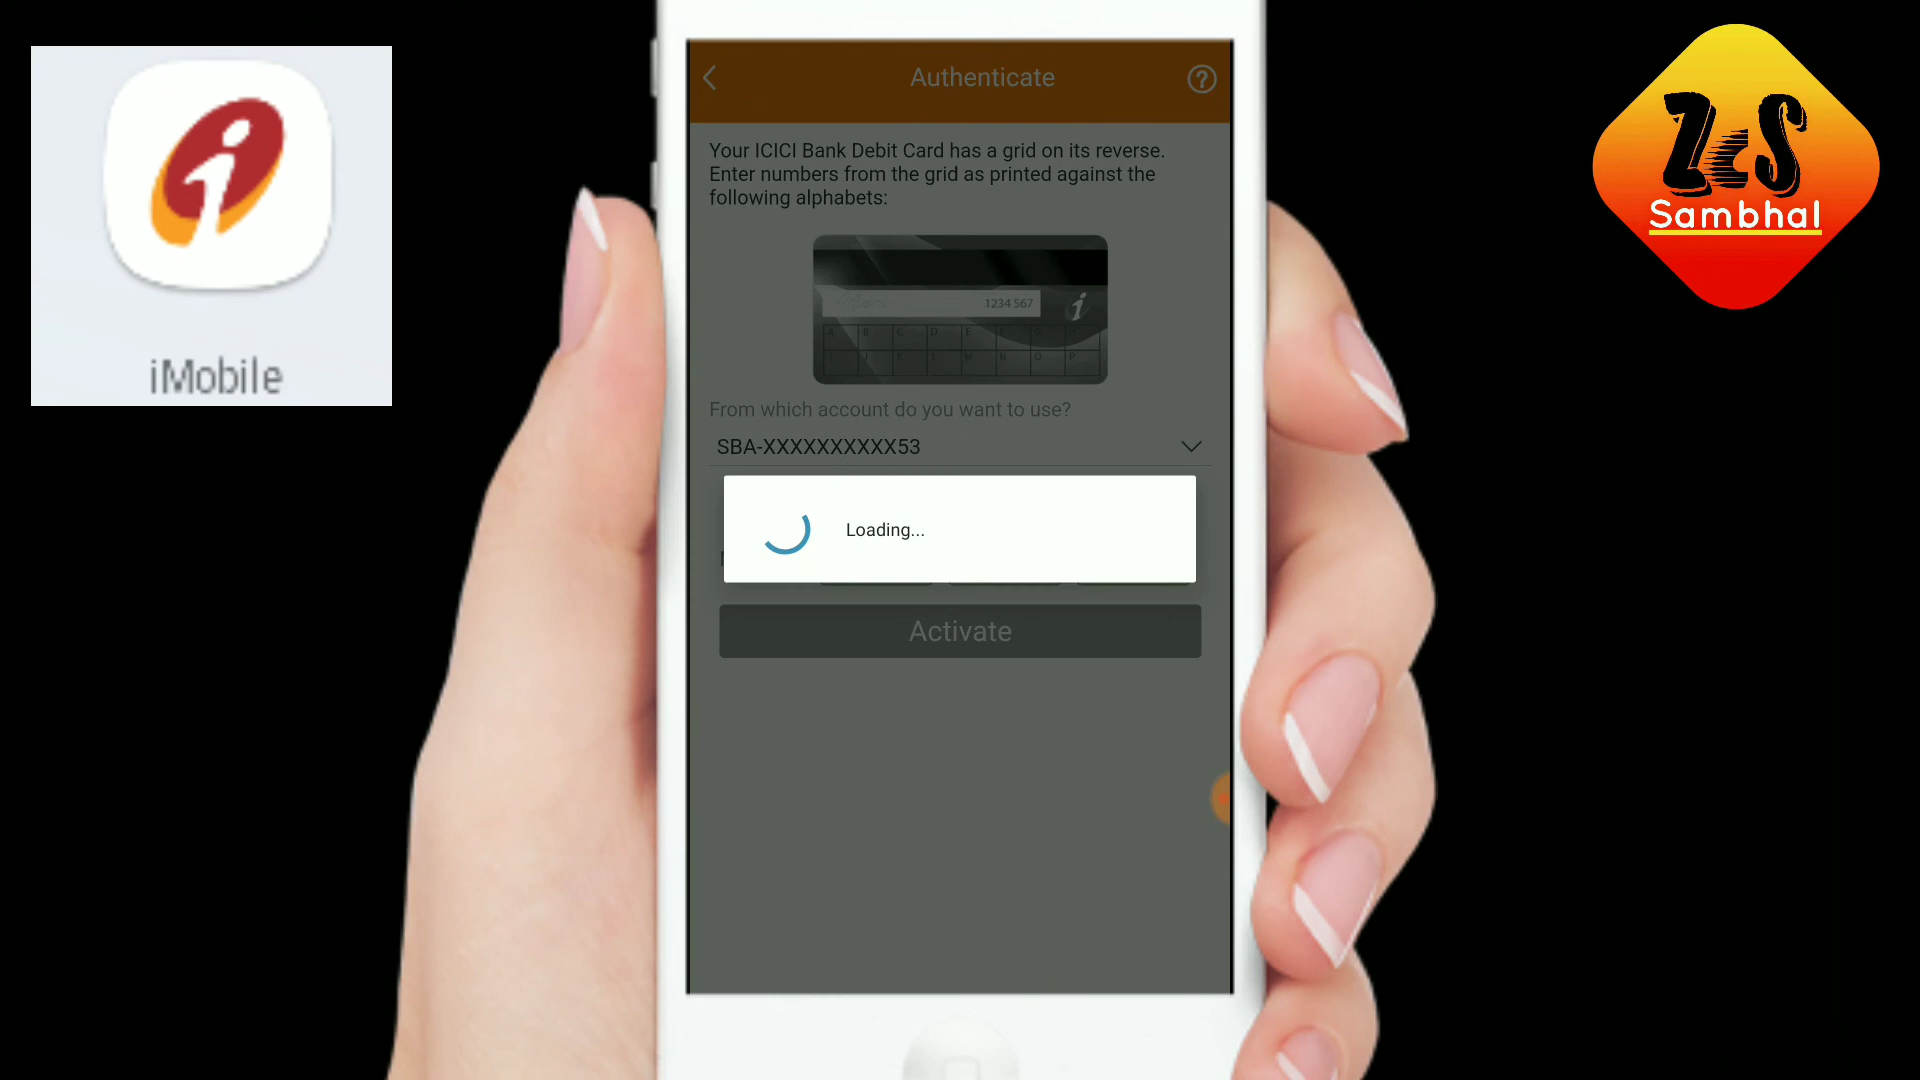 iMobile
Authenticate
?
Your ICICI Bank Debit Card has a grid on its reverse.
Enter numbers from the grid as printed against the
following alphabets:
1234 567
i
A B C D E F G H
I J K L M N O P
From which account do you want to use?
SBA-XXXXXXXXXX53
Loading...
Activate
ZCS
Sambhal